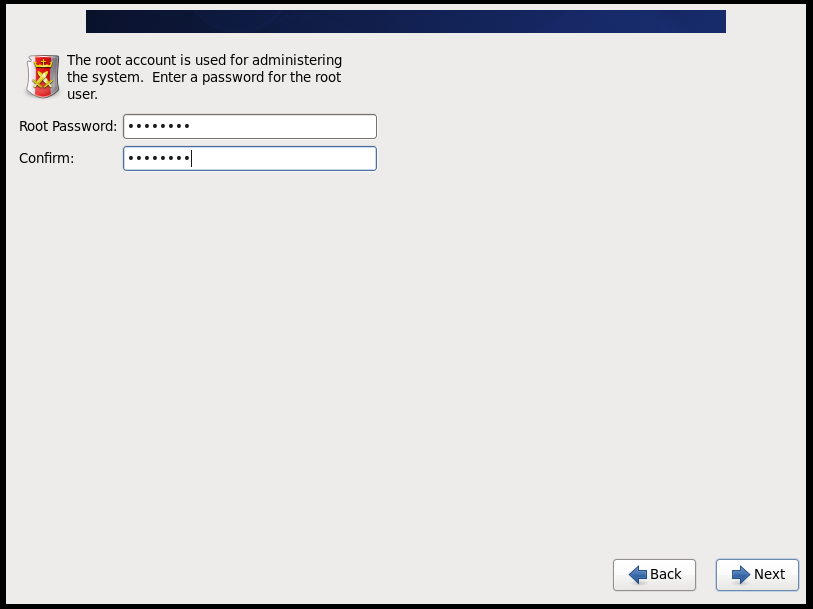 The root account is used for administering
the system.  Enter a password for the root
user.
Root Password: ••••••••
Confirm: ••••••••
Back Next